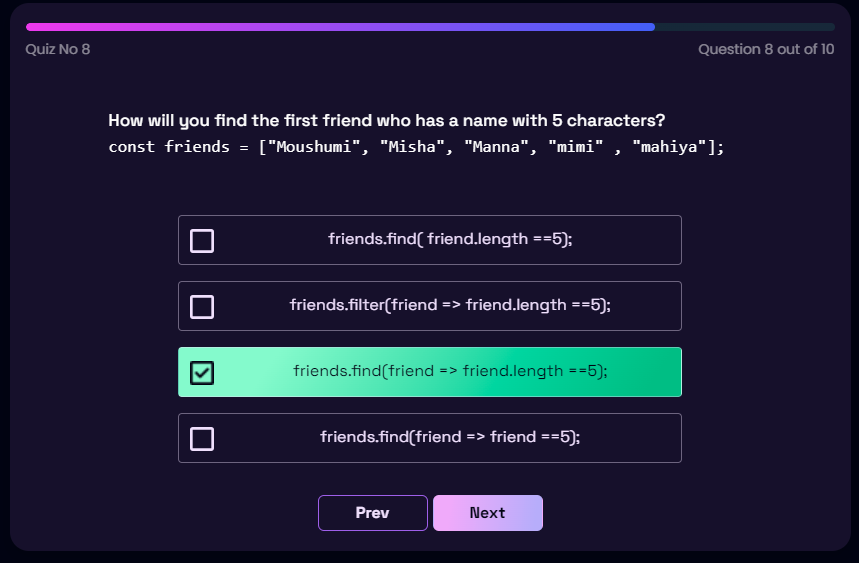 Quiz No 8
Question 8 out of 10
How will you find the first friend who has a name with 5 characters?
const friends = ["Moushumi", "Misha", "Manna", "mimi" , "mahiya"];
friends.find( friend.length ==5);
friends.filter(friend => friend.length ==5);
friends.find(friend => friend.length ==5);
friends.find(friend => friend ==5);
Prev
Next